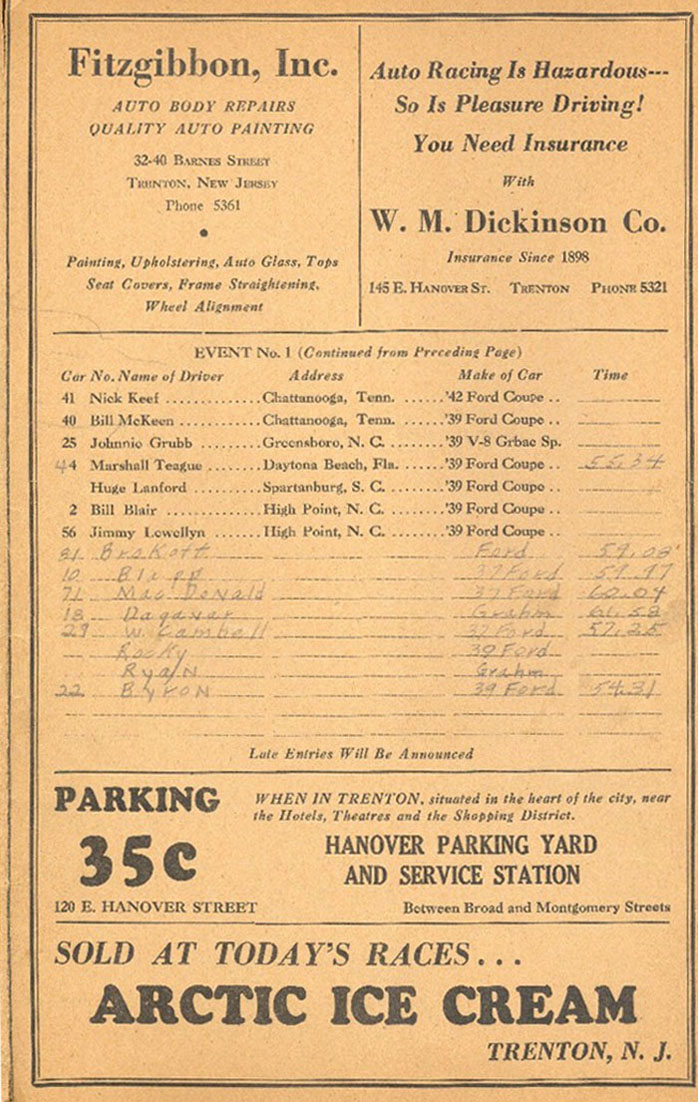 Fitzgibbon, Inc.
AUTO BODY REPAIRS
QUALITY AUTO PAINTING
32-40 BARNES STREET
TRENTON, NEW JERSEY
Phone 5361
•
Painting, Upholstering, Auto Glass, Tops
Seat Covers, Frame Straightening,
Wheel Alignment
Auto Racing Is Hazardous---
So Is Pleasure Driving!
You Need Insurance
With
W. M. Dickinson Co.
Insurance Since 1898
145 E. HANOVER ST. TRENTON PHONE 5321
EVENT No. 1 (Continued from Preceding Page)
Car No. Name of Driver Address Make of Car Time
41 Nick Keef ............ Chattanooga, Tenn. ...... '42 Ford Coupe ..
40 Bill McKeen .......... Chattanooga, Tenn. ...... '39 Ford Coupe ..
25 Johnnie Grubb ......... Greensboro, N. C. ........ '39 V-8 Grbac Sp.
44 Marshall Teague ........ Daytona Beach, Fla. ...... '39 Ford Coupe .. 55.34
Huge Lanford .......... Spartanburg, S. C. ........ '39 Ford Coupe ..
2 Bill Blair .............. High Point, N. C. ........ '39 Ford Coupe ..
56 Jimmy Lewellyn ........ High Point, N. C. ........ '39 Ford Coupe ..
Ford 59.08
10 37 Ford 59.97
71 Mac Donald 37 Ford 62.04
18 Grahm 61.58
29 W. Cambell 37 Ford 57.25
Rocky 39 Ford
Ryan Grahm
22 Byron 39 Ford 54.31
Late Entries Will Be Announced
PARKING
35c
120 E. HANOVER STREET
WHEN IN TRENTON, situated in the heart of the city, near
the Hotels, Theatres and the Shopping District.
HANOVER PARKING YARD
AND SERVICE STATION
Between Broad and Montgomery Streets
SOLD AT TODAY'S RACES...
ARCTIC ICE CREAM
TRENTON, N. J.